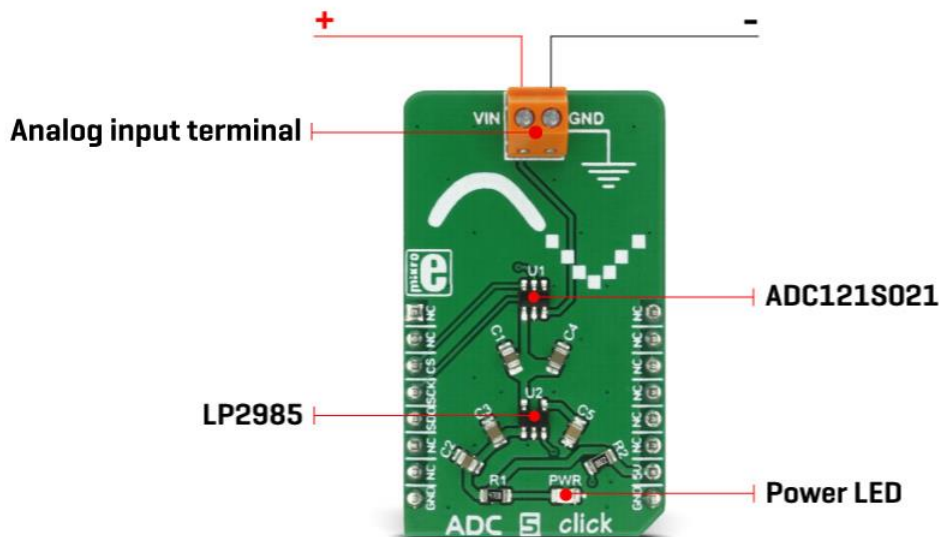 +
-
Analog input terminal
VIN
GND
mikro
e
U1
ADC121S021
NC
NC
NC
NC
CS
NC
C1
C4
SCK
NC
U2
LP2985
SDO
NC
C3
C5
NC
NC
C2
R2
NC
5V
R1
PWR
GND
GND
Power LED
ADC 5 click